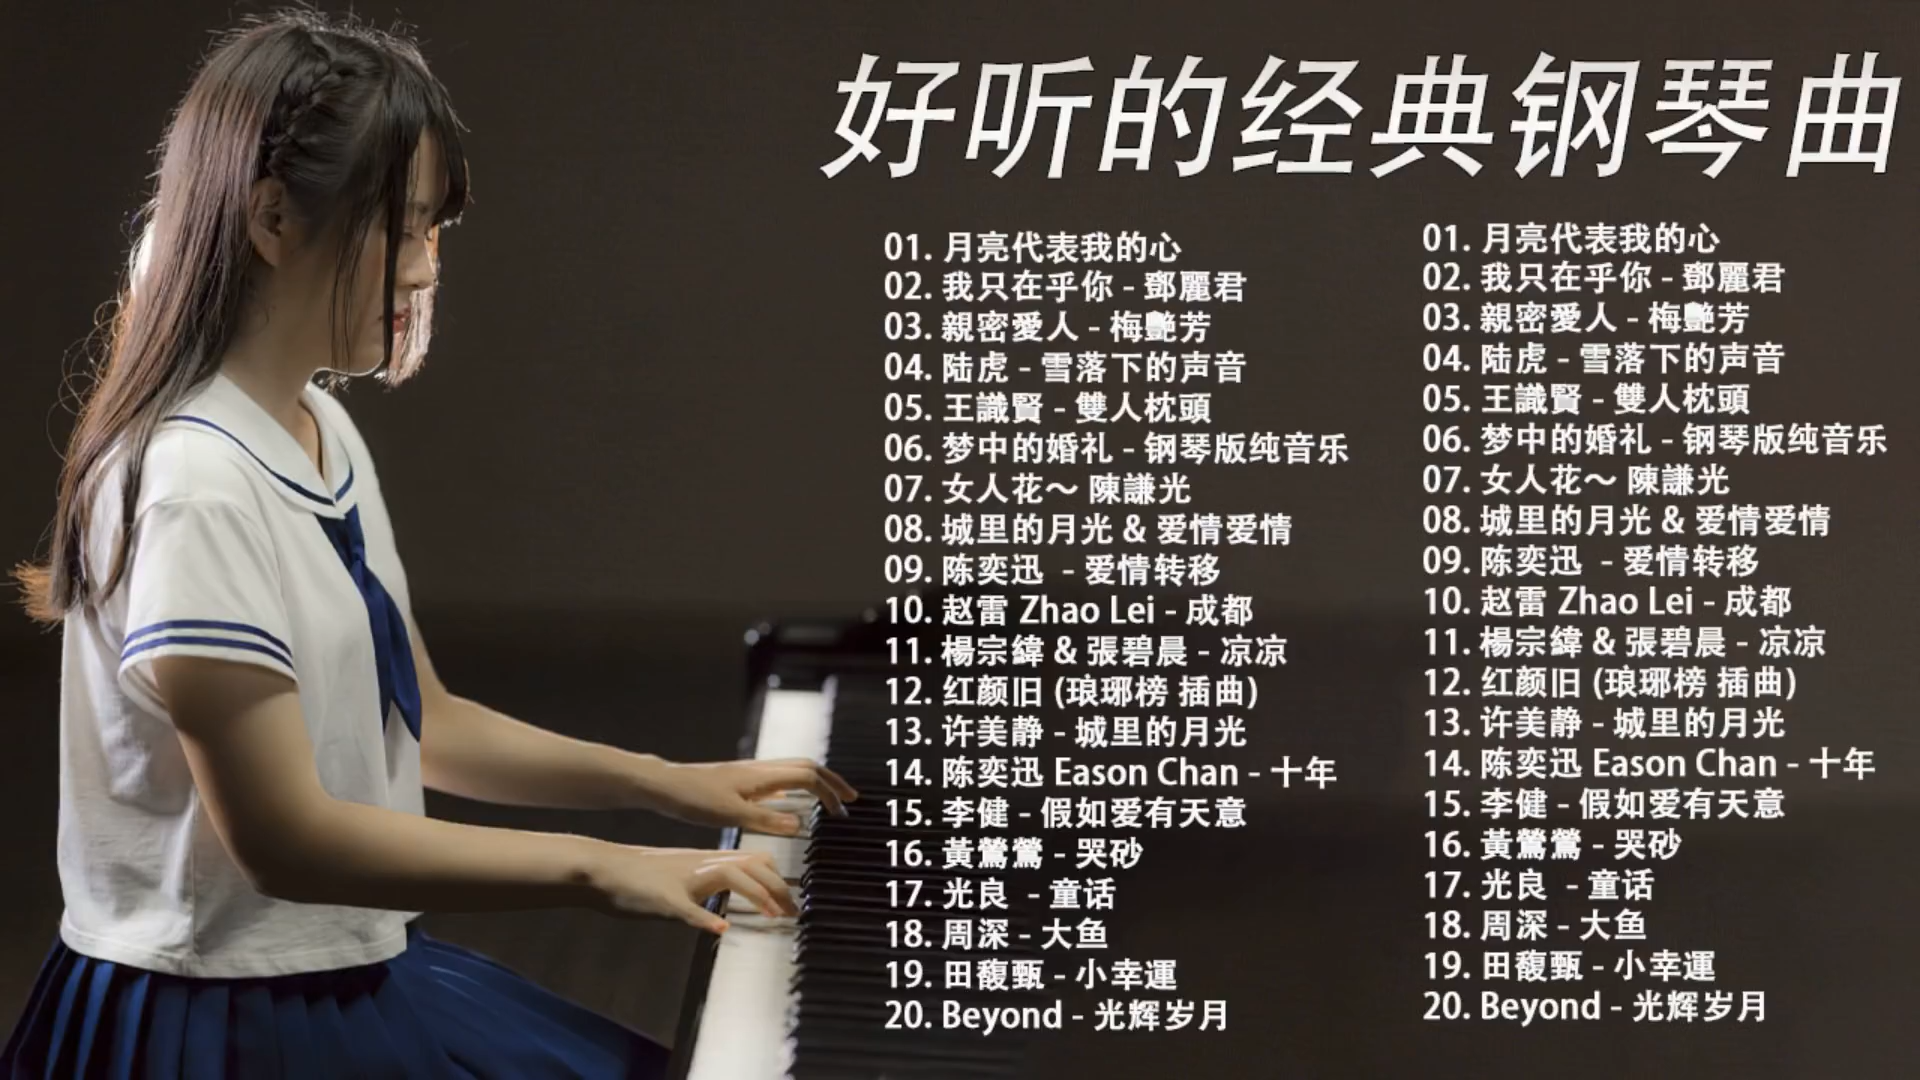 好听的经典钢琴曲
01. 月亮代表我的心
02. 我只在乎你 - 鄧麗君
03. 親密愛人 - 梅艷芳
04. 陆虎 - 雪落下的声音
05. 王識賢 - 雙人枕頭
06. 梦中的婚礼 - 钢琴版纯音乐
07. 女人花～ 陳謙光
08. 城里的月光 & 爱情爱情
09. 陈奕迅  - 爱情转移
10. 赵雷 Zhao Lei - 成都
11. 楊宗緯 & 張碧晨 - 凉凉
12. 红颜旧 (琅琊榜 插曲)
13. 许美静 - 城里的月光
14. 陈奕迅 Eason Chan - 十年
15. 李健 - 假如爱有天意
16. 黃鶯鶯 - 哭砂
17. 光良  - 童话
18. 周深 - 大鱼
19. 田馥甄 - 小幸運
20. Beyond - 光辉岁月
01. 月亮代表我的心
02. 我只在乎你 - 鄧麗君
03. 親密愛人 - 梅艷芳
04. 陆虎 - 雪落下的声音
05. 王識賢 - 雙人枕頭
06. 梦中的婚礼 - 钢琴版纯音乐
07. 女人花～ 陳謙光
08. 城里的月光 & 爱情爱情
09. 陈奕迅  - 爱情转移
10. 赵雷 Zhao Lei - 成都
11. 楊宗緯 & 張碧晨 - 凉凉
12. 红颜旧 (琅琊榜 插曲)
13. 许美静 - 城里的月光
14. 陈奕迅 Eason Chan - 十年
15. 李健 - 假如爱有天意
16. 黃鶯鶯 - 哭砂
17. 光良  - 童话
18. 周深 - 大鱼
19. 田馥甄 - 小幸運
20. Beyond - 光辉岁月